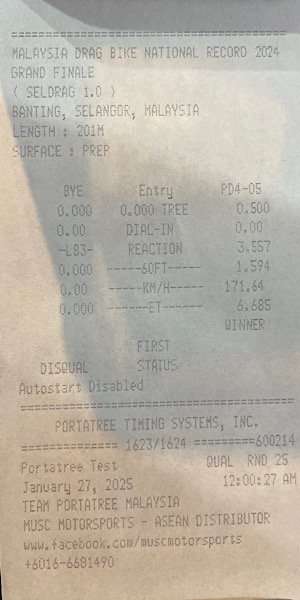 ==========================================
MALAYSIA DRAG BIKE NATIONAL RECORD 2024
GRAND FINALE
( SELDRAG 1.0 )
BANTING, SELANGOR, MALAYSIA
LENGTH : 201M
SURFACE : PREP
BYE Entry PD4-05
0.000 0.000 TREE 0.500
0.00 DIAL-IN 0.00
-LB3- REACTION 3.557
0.000 ------60FT------ 1.594
0.00 ------KM/H------ 171.64
0.000 -------ET------- 6.685
WINNER
FIRST
DISQUAL STATUS
Autostart Disabled
==========================================
PORTATREE TIMING SYSTEMS, INC.
============== 1623/1624 =========600214
Portatree Test QUAL RND 25
January 27, 2025 12:00:27 AM
TEAM PORTATREE MALAYSIA
MUSC MOTORSPORTS - ASEAN DISTRIBUTOR
www.facebook.com/muscmotorsports
+6016-6681490